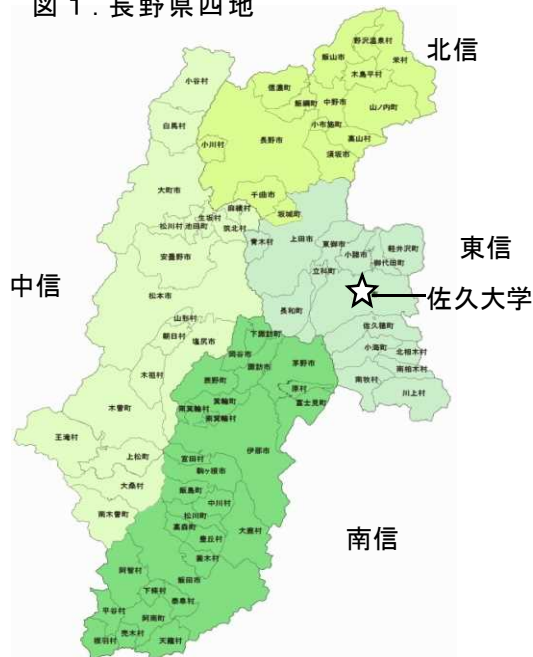 図1.長野県四地
北信
野沢温泉村
栄村
飯山市
木島平村
小谷村
信濃町
飯綱町
中野市
山ノ内町
白馬村
小布施町
高山村
長野市
小川村
須坂市
千曲市
大町市
坂城町
麻績村
生坂村
筑北村
松川村
池田町
青木村
上田市
東御市
小諸市
軽井沢町
御代田町
東信
安曇野市
立科町
中信
松本市
佐久大学
長和町
山形村
朝日村
塩尻市
下諏訪町
佐久穂町
岡谷市
諏訪市
茅野市
小海町
北相木村
南相木村
木祖村
辰野町
原村
南牧村
川上村
箕輪町
富士見町
南箕輪村
木曽町
伊那市
王滝村
上松町
宮田村
駒ヶ根市
大桑村
飯島町
中川村
南木曽町
松川町
高森町
大鹿村
豊丘村
南信
喬木村
阿智村
飯田市
下條村
泰阜村
平谷村
阿南町
売木村
根羽村
天龍村